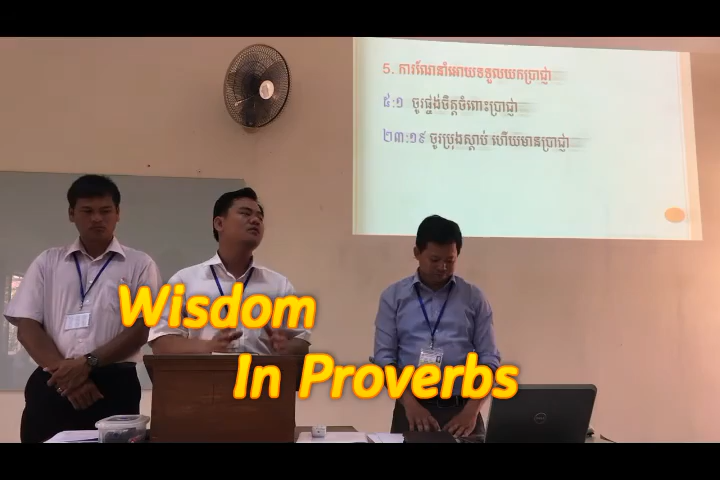 5. ការណែនាំអោយទទួលយកប្រាជ្ញា
៥:១ ចូរផ្ចង់ចិត្តចំពោះប្រាជ្ញា
២៣:១៩ ចូរប្រុងស្តាប់ ហើយមានប្រាជ្ញា
Wisdom
In Proverbs
DELL